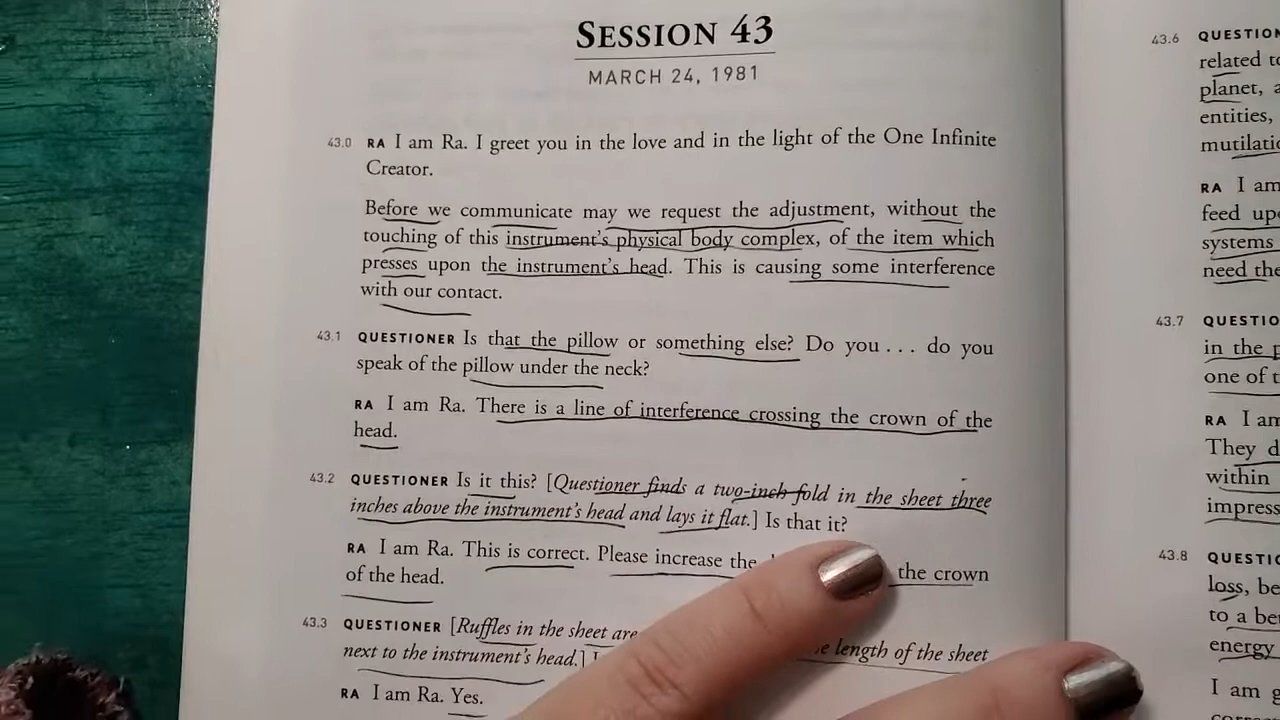 SESSION 43
MARCH 24, 1981
43.0 RA I am Ra. I greet you in the love and in the light of the One Infinite
Creator.
Before we communicate may we request the adjustment, without the
touching of this instrument's physical body complex, of the item which
presses upon the instrument's head. This is causing some interference
with our contact.
43.1 QUESTIONER Is that the pillow or something else? Do you . . . do you
speak of the pillow under the neck?
RA I am Ra. There is a line of interference crossing the crown of the
head.
43.2 QUESTIONER Is it this? [Questioner finds a two-inch fold in the sheet three
inches above the instrument's head and lays it flat.] Is that it?
RA I am Ra. This is correct. Please increase the the crown
of the head.
43.3 QUESTIONER [Ruffles in the sheet are
next to the instrument's head.] length of the sheet
RA I am Ra. Yes.
43.6
related to
planet,
entities,
RA I am
feed
systems
need the
43.7
in the
one of
RA I am
They
within
43.8
loss,
to a
energy
I am